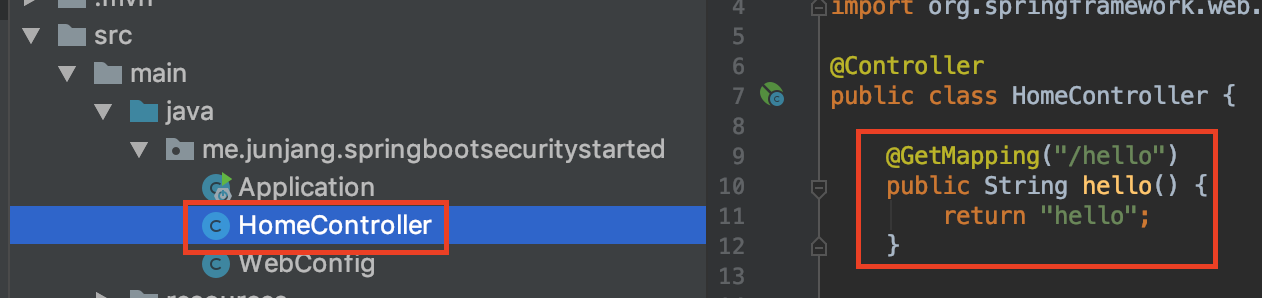 .mvn
src
main
java
me.junjang.springbootsecuritystarted
Application
HomeController
WebConfig
resources
4 import org.springframework.web.
5
6 @Controller
7 public class HomeController {
8
9 @GetMapping("/hello")
10 public String hello() {
11 return "hello";
12 }
13